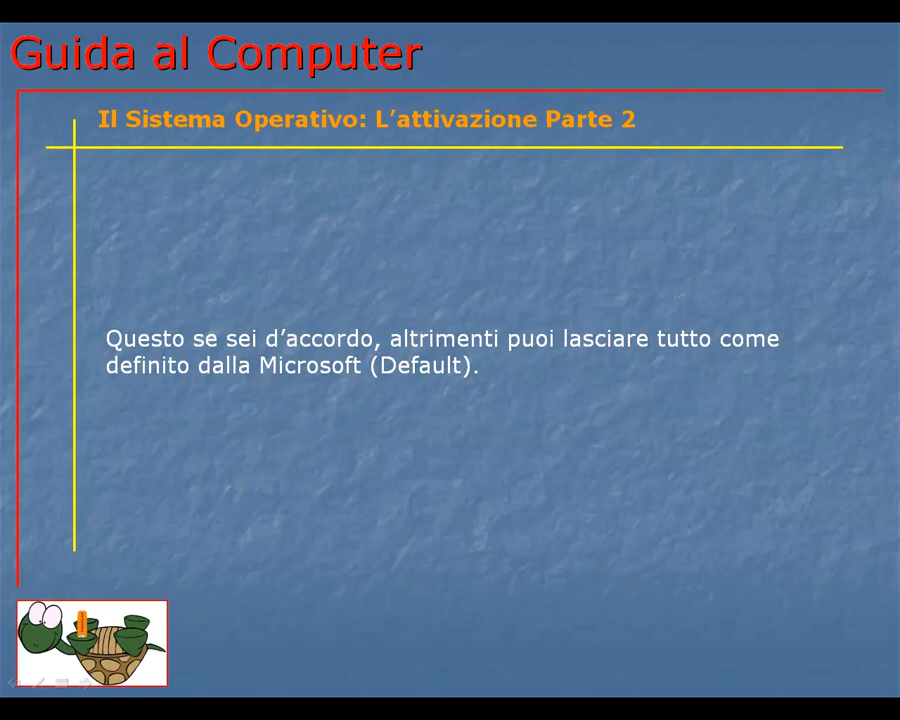 Guida al Computer
Il Sistema Operativo: L’attivazione Parte 2
Questo se sei d’accordo, altrimenti puoi lasciare tutto come
definito dalla Microsoft (Default).